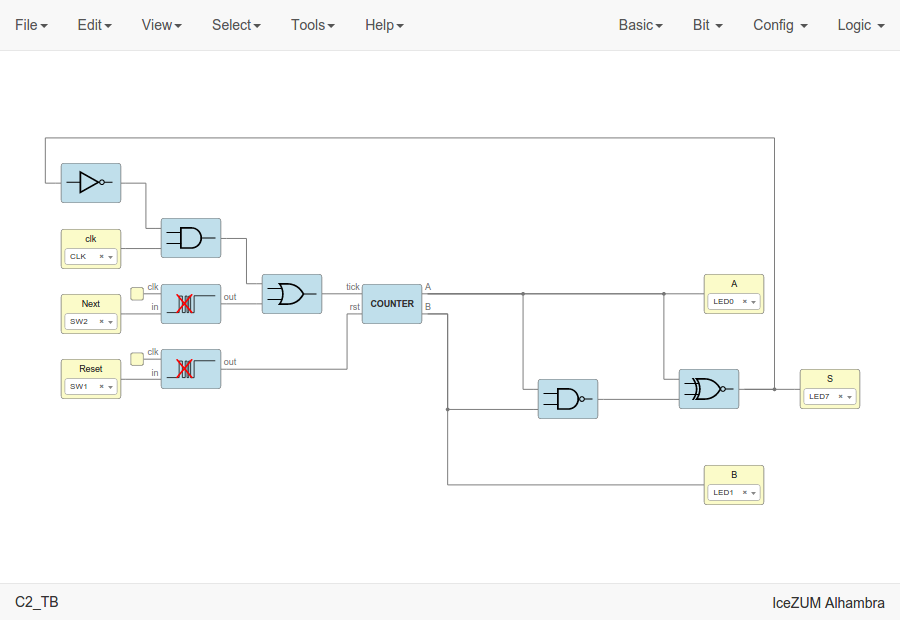 File Edit View Select Tools Help Basic Bit Config Logic
clk
CLK
Next
SW2
clk
in
out
Reset
SW1
clk
in
out
tick
rst
COUNTER
A
B
A
LED0
S
LED7
B
LED1
C2_TB IceZUM Alhambra